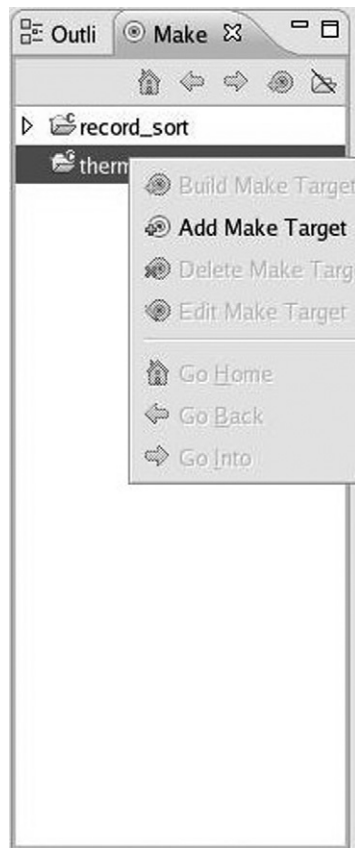 Outli Make
record_sort
therm
Build Make Target
Add Make Target
Delete Make Targ
Edit Make Target
Go Home
Go Back
Go Into